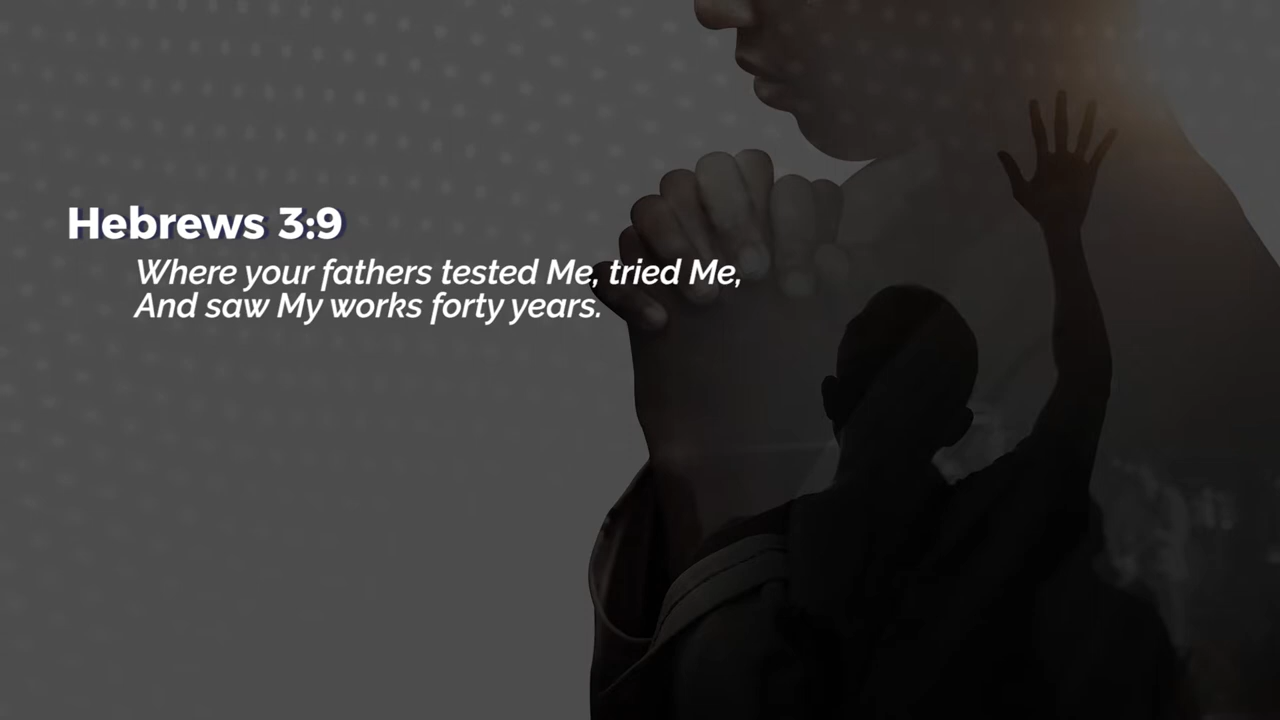 Hebrews 3:9
Where your fathers tested Me, tried Me,
And saw My works forty years.